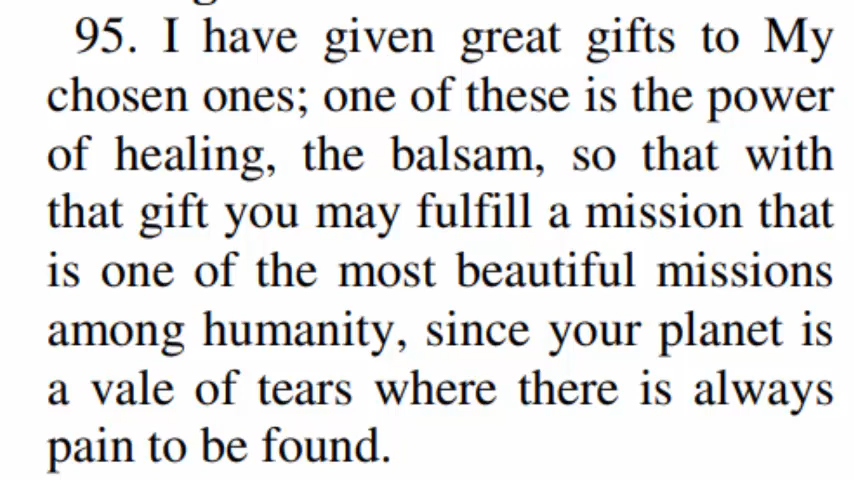 95. I have given great gifts to My
chosen ones; one of these is the power
of healing, the balsam, so that with
that gift you may fulfill a mission that
is one of the most beautiful missions
among humanity, since your planet is
a vale of tears where there is always
pain to be found.